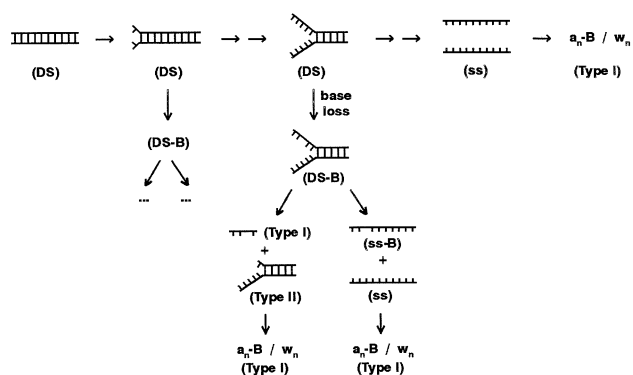 (DS)
(DS)
(DS)
(ss)
aₙ-B / wₙ
(Type I)
base
loss
(DS-B)
(DS-B)
...
...
(Type I)
+
(Type II)
aₙ-B / wₙ
(Type I)
(ss-B)
+
(ss)
aₙ-B / wₙ
(Type I)